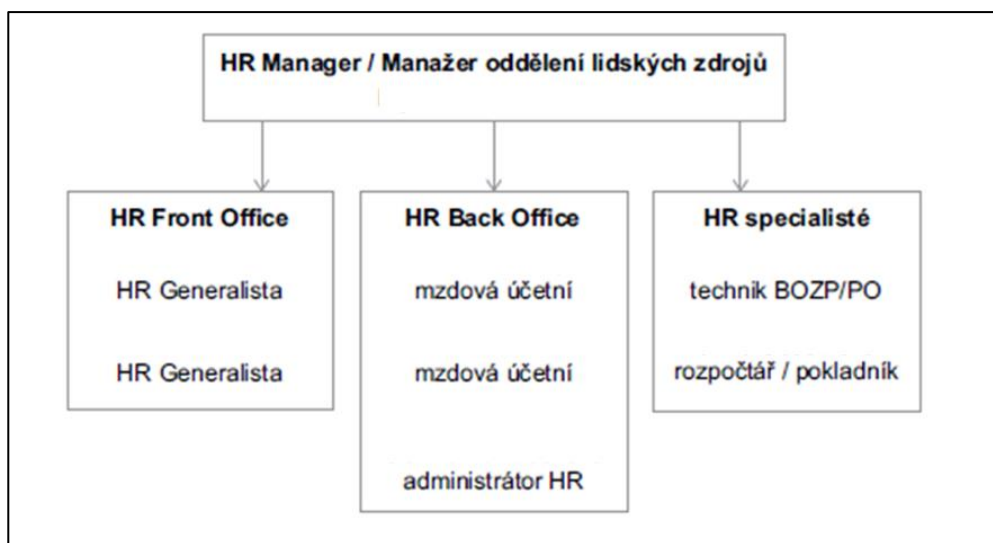 HR Manager / Manažer oddělení lidských zdrojů
HR Front Office
HR Generalista
HR Generalista
HR Back Office
mzdová účetní
mzdová účetní
administrátor HR
HR specialisté
technik BOZP/PO
rozpočtář / pokladník